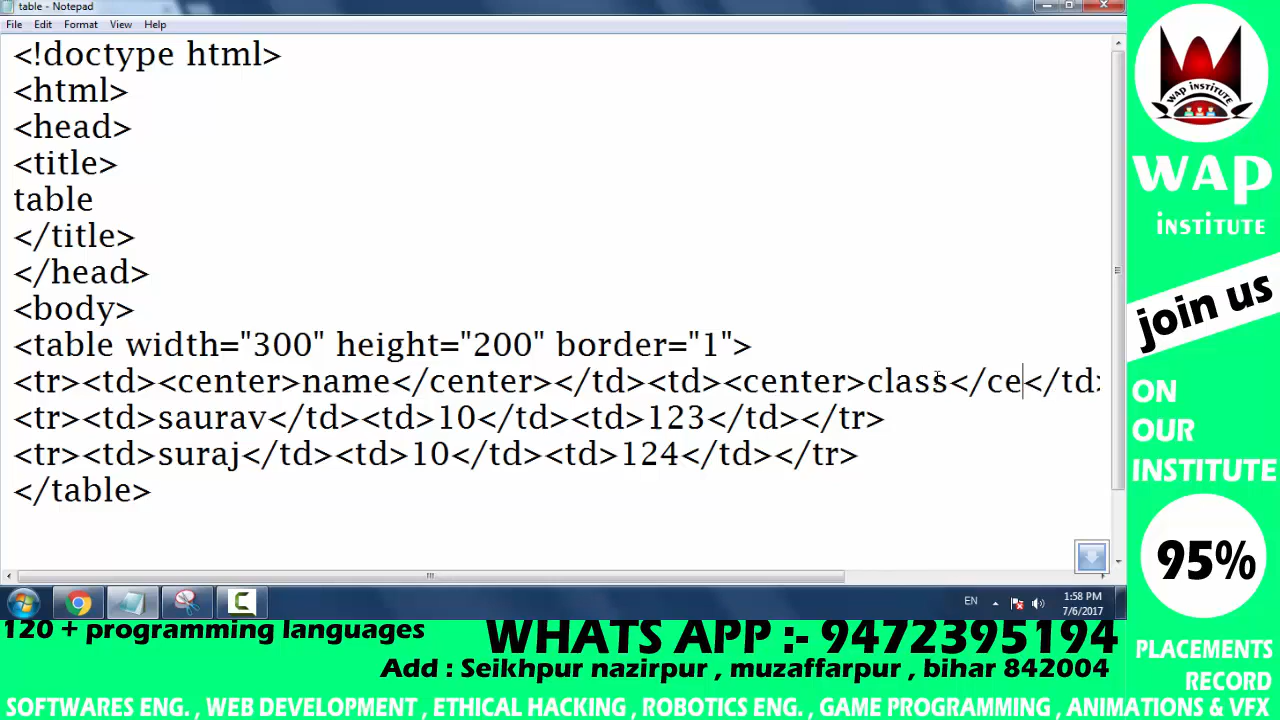 table - Notepad
File Edit Format View Help
<!doctype html>
<html>
<head>
<title>
table
</title>
</head>
<body>
<table width="300" height="200" border="1">
<tr><td><center>name</center></td><td><center>class</ce</td>
<tr><td>saurav</td><td>10</td><td>123</td></tr>
<tr><td>suraj</td><td>10</td><td>124</td></tr>
</table>
EN
1:58 PM
7/6/2017
WAP INSTITUTE
WAP
INSTITUTE
join us
ON
OUR
INSTITUTE
95%
PLACEMENTS
RECORD
120 + programming languages
WHATS APP :- 9472395194
Add : Seikhpur nazirpur , muzaffarpur , bihar 842004
SOFTWARES ENG. , WEB DEVELOPMENT , ETHICAL HACKING , ROBOTICS ENG. , GAME PROGRAMMING , ANIMATIONS & VFX